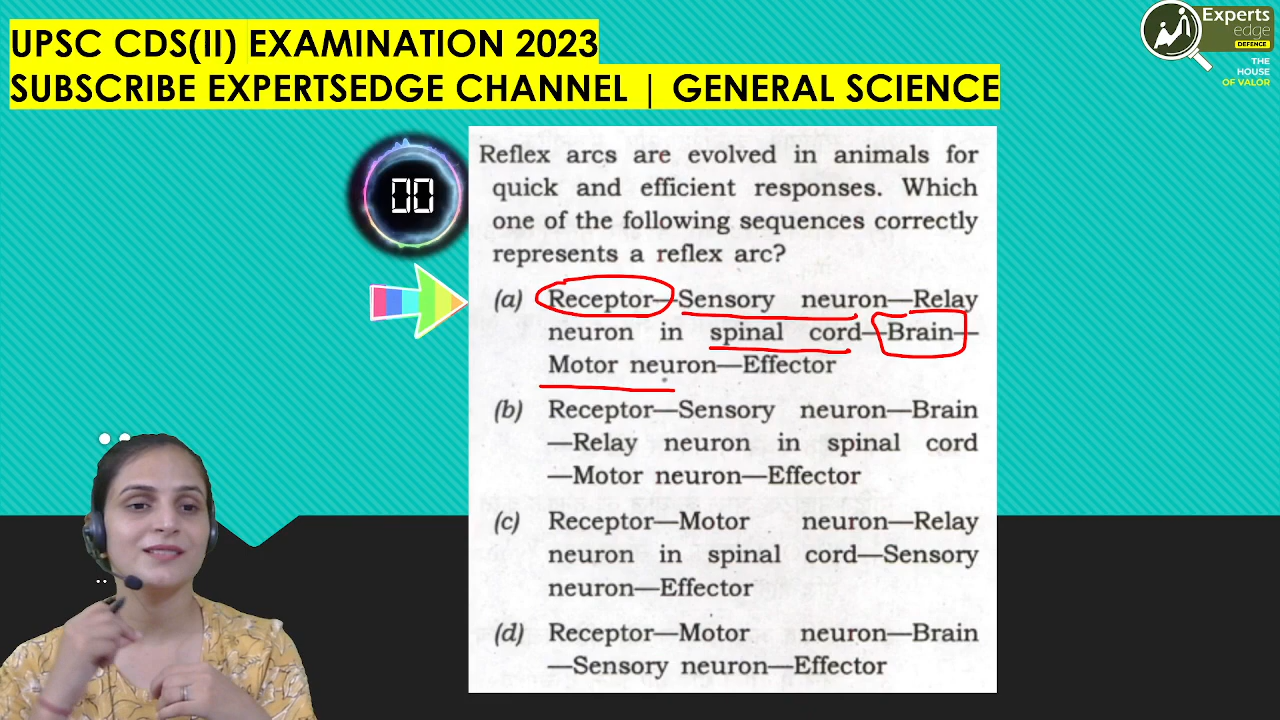 UPSC CDS(II) EXAMINATION 2023
SUBSCRIBE EXPERTSEDGE CHANNEL | GENERAL SCIENCE
Experts
edge
DEFENCE
THE
HOUSE
OF VALOR
00
Reflex arcs are evolved in animals for
quick and efficient responses. Which
one of the following sequences correctly
represents a reflex arc?
(a) Receptor—Sensory neuron—Relay
neuron in spinal cord—Brain—
Motor neuron—Effector
(b) Receptor—Sensory neuron—Brain
—Relay neuron in spinal cord
—Motor neuron—Effector
(c) Receptor—Motor neuron—Relay
neuron in spinal cord—Sensory
neuron—Effector
(d) Receptor—Motor neuron—Brain
—Sensory neuron—Effector